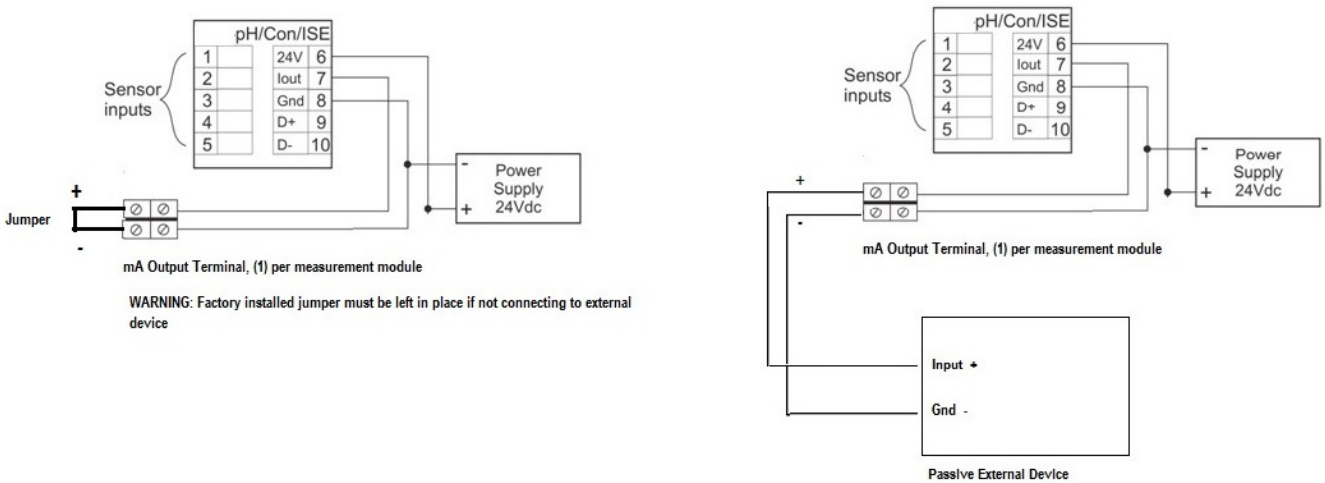 pH/Con/ISE
1 24V 6
2 Iout 7
3 Gnd 8
4 D+ 9
5 D- 10
Sensor
inputs
-
Power
Supply
24Vdc
+
+
Jumper
-
mA Output Terminal, (1) per measurement module
WARNING: Factory installed jumper must be left in place if not connecting to external
device
pH/Con/ISE
1 24V 6
2 Iout 7
3 Gnd 8
4 D+ 9
5 D- 10
Sensor
inputs
-
Power
Supply
24Vdc
+
+
-
mA Output Terminal, (1) per measurement module
Input +
Gnd -
Passive External Device